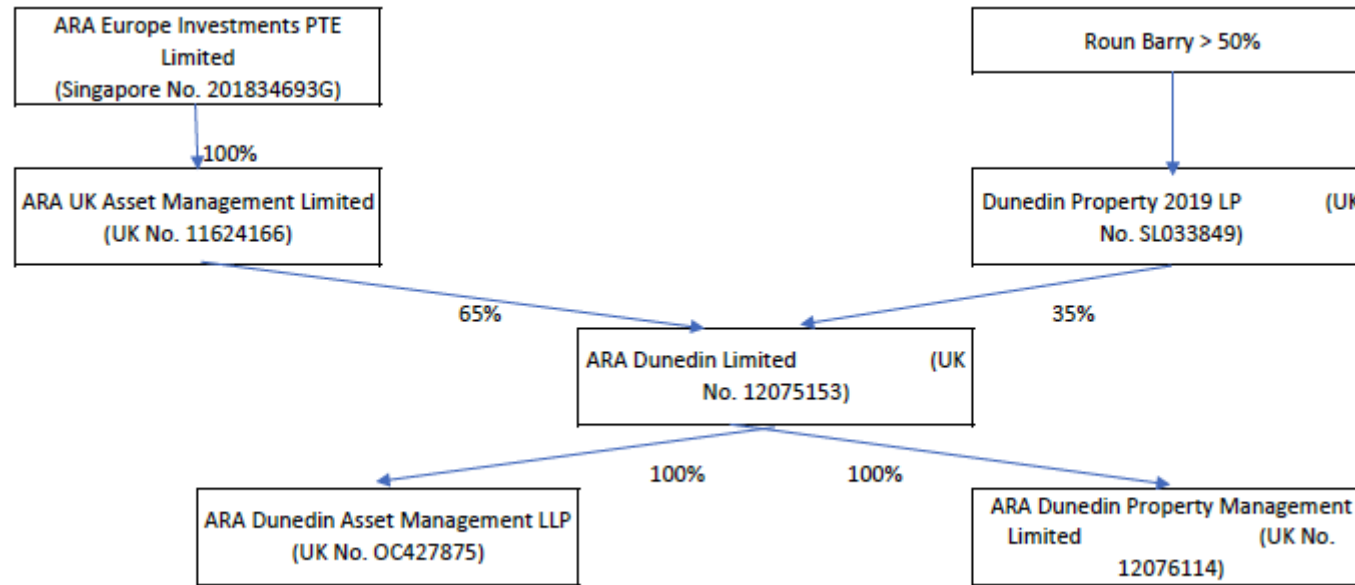 ARA Europe Investments PTE
Limited
(Singapore No. 201834693G)
Roun Barry > 50%
100%
ARA UK Asset Management Limited
(UK No. 11624166)
Dunedin Property 2019 LP (UK
No. SL033849)
65%
35%
ARA Dunedin Limited (UK
No. 12075153)
100%
100%
ARA Dunedin Asset Management LLP
(UK No. OC427875)
ARA Dunedin Property Management
Limited (UK No.
12076114)